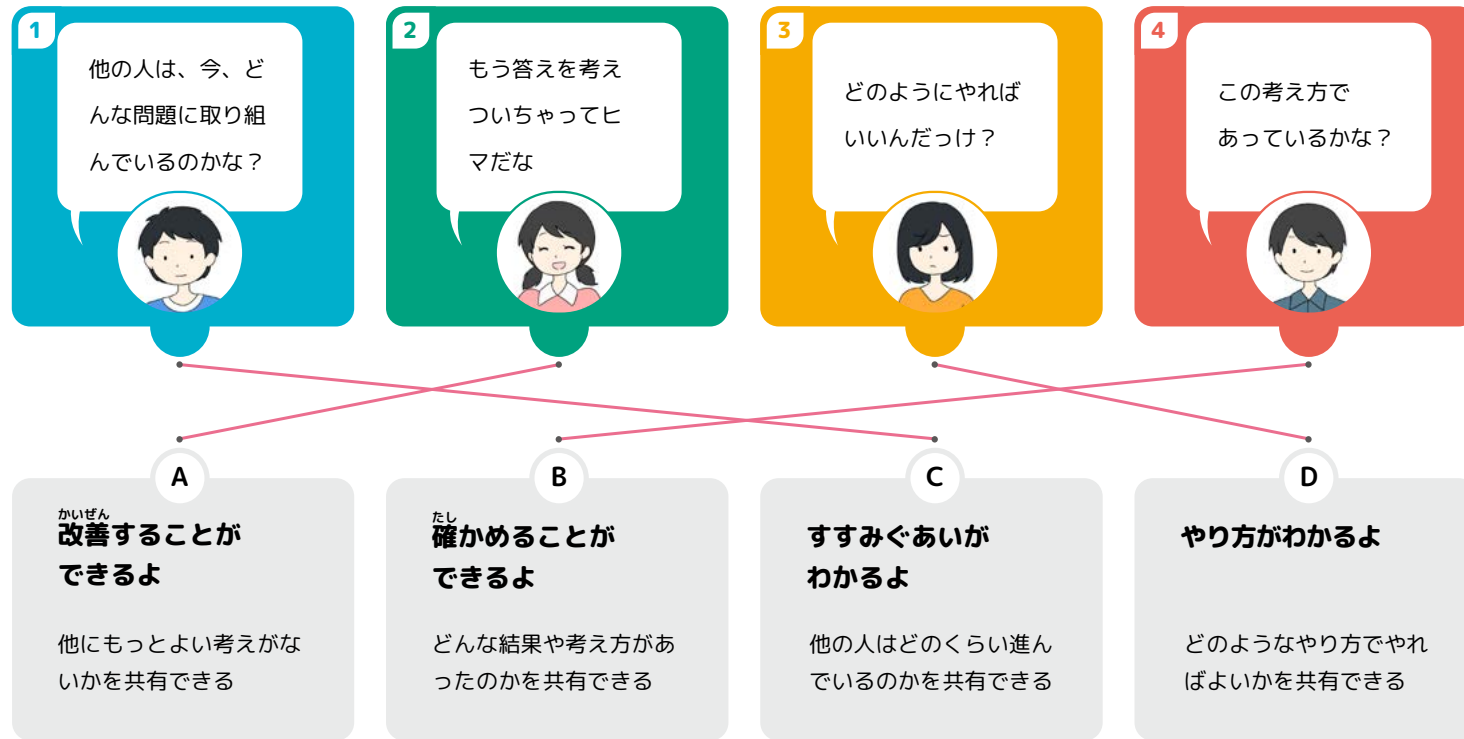 1
他の人は、今、ど
んな問題に取り組
んでいるのかな？
2
もう答えを考え
ついちゃってヒ
マだな
3
どのようにやれば
いいんだっけ？
4
この考え方で
あっているかな？
A
かいぜん
改善することが
できるよ
他にもっとよい考えがな
いかを共有できる
B
たし
確かめることが
できるよ
どんな結果や考え方があ
ったのかを共有できる
C
すすみぐあいが
わかるよ
他の人はどのくらい進ん
でいるのかを共有できる
D
やり方がわかるよ
どのようなやり方でやれ
ばよいかを共有できる